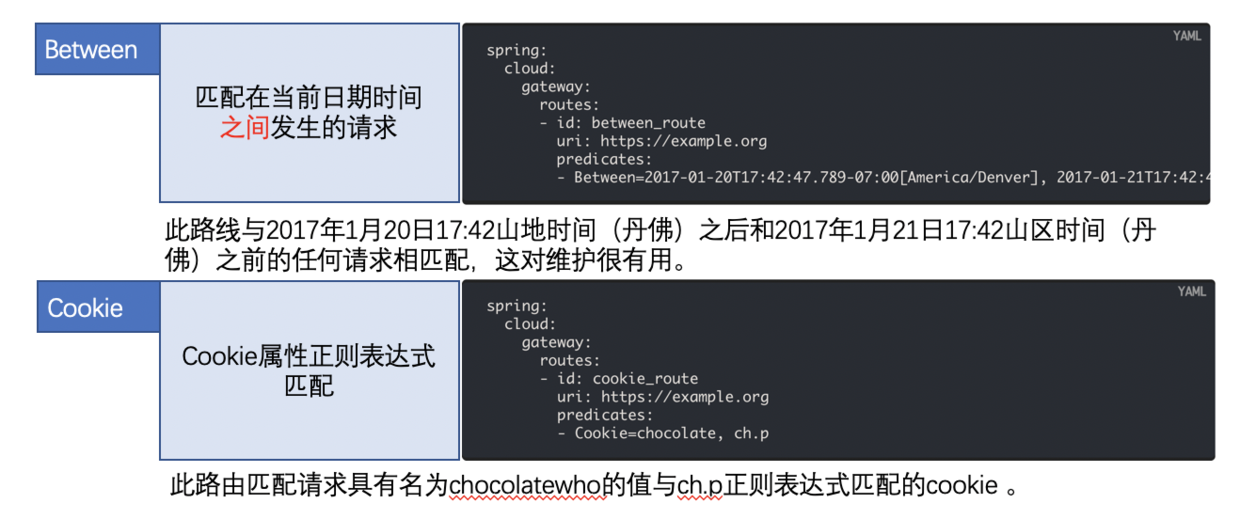 Between
匹配在当前日期时间
之间发生的请求
YAML
spring:
cloud:
gateway:
routes:
- id: between_route
uri: https://example.org
predicates:
- Between=2017-01-20T17:42:47.789-07:00[America/Denver], 2017-01-21T17:42:4
此路线与2017年1月20日17:42山地时间（丹佛）之后和2017年1月21日17:42山区时间（丹
佛）之前的任何请求相匹配，这对维护很有用。
Cookie
Cookie属性正则表达式
匹配
YAML
spring:
cloud:
gateway:
routes:
- id: cookie_route
uri: https://example.org
predicates:
- Cookie=chocolate, ch.p
此路由匹配请求具有名为chocolatewho的值与ch.p正则表达式匹配的cookie 。